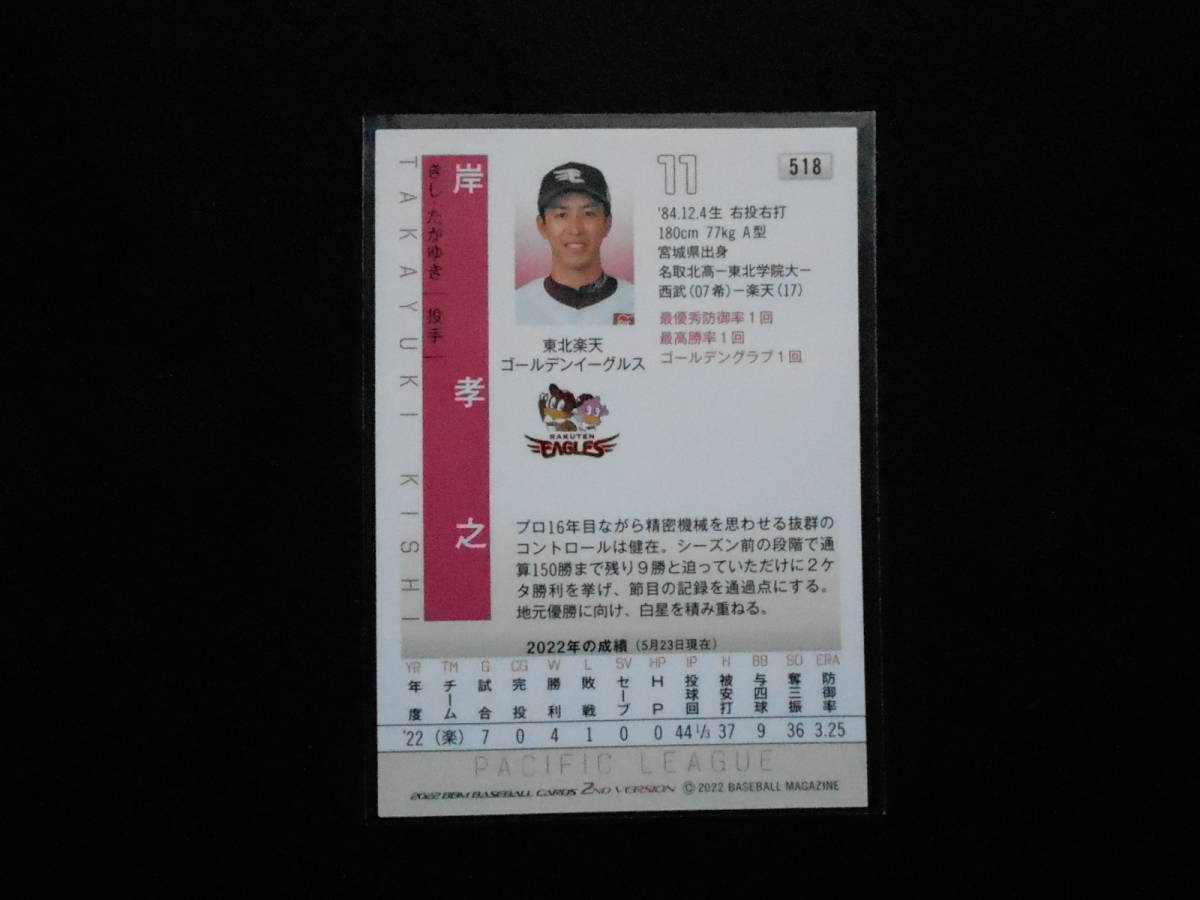 岸 孝之
きし・たかゆき 投手
TAKAYUKI KISHI
11
518
'84.12.4生 右投右打
180cm 77kg A型
宮城県出身
名取北高－東北学院大－
西武(07希)－楽天(17)
最優秀防御率1回
最高勝率1回
ゴールデングラブ1回
東北楽天
ゴールデンイーグルス
RAKUTEN
EAGLES
プロ16年目ながら精密機械を思わせる抜群の
コントロールは健在。シーズン前の段階で通
算150勝まで残り９勝と迫っていただけに２ケ
タ勝利を挙げ、節目の記録を通過点にする。
地元優勝に向け、白星を積み重ねる。
2022年の成績 (5月23日現在)
YR TM G CG W L SV HP IP H BB SO ERA
年度 チーム 試合 完投 勝利 敗戦 セーブ HP 投球回 被安打 与四球 奪三振 防御率
'22 (楽) 7 0 4 1 0 0 44 1/3 37 9 36 3.25
PACIFIC LEAGUE
2022 BBM BASEBALL CARDS 2ND VERSION © 2022 BASEBALL MAGAZINE